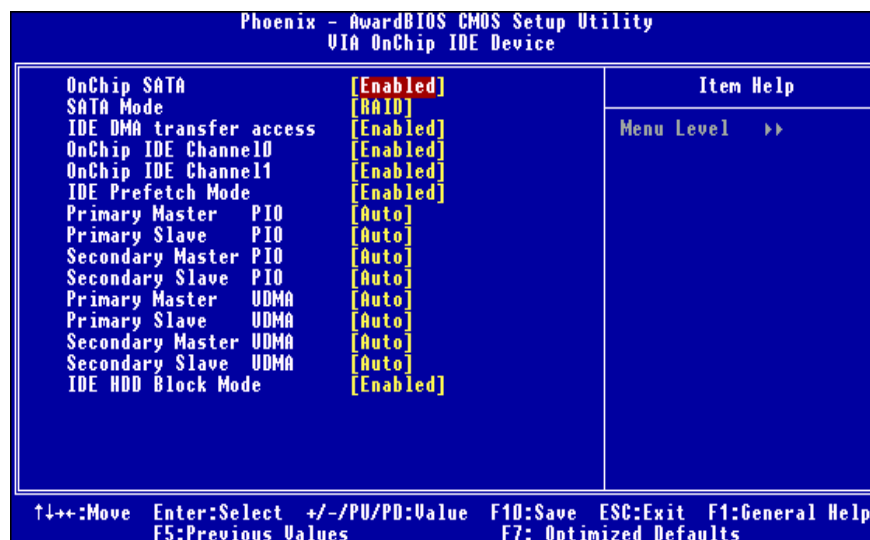 Phoenix - AwardBIOS CMOS Setup Utility
VIA OnChip IDE Device
OnChip SATA [Enabled]
SATA Mode [RAID]
IDE DMA transfer access [Enabled]
OnChip IDE Channel0 [Enabled]
OnChip IDE Channel1 [Enabled]
IDE Prefetch Mode [Enabled]
Primary Master PIO [Auto]
Primary Slave PIO [Auto]
Secondary Master PIO [Auto]
Secondary Slave PIO [Auto]
Primary Master UDMA [Auto]
Primary Slave UDMA [Auto]
Secondary Master UDMA [Auto]
Secondary Slave UDMA [Auto]
IDE HDD Block Mode [Enabled]
Item Help
Menu Level ▸▸
↑↓→←:Move Enter:Select +/-/PU/PD:Value F10:Save ESC:Exit F1:General Help
F5:Previous Values F7: Optimized Defaults